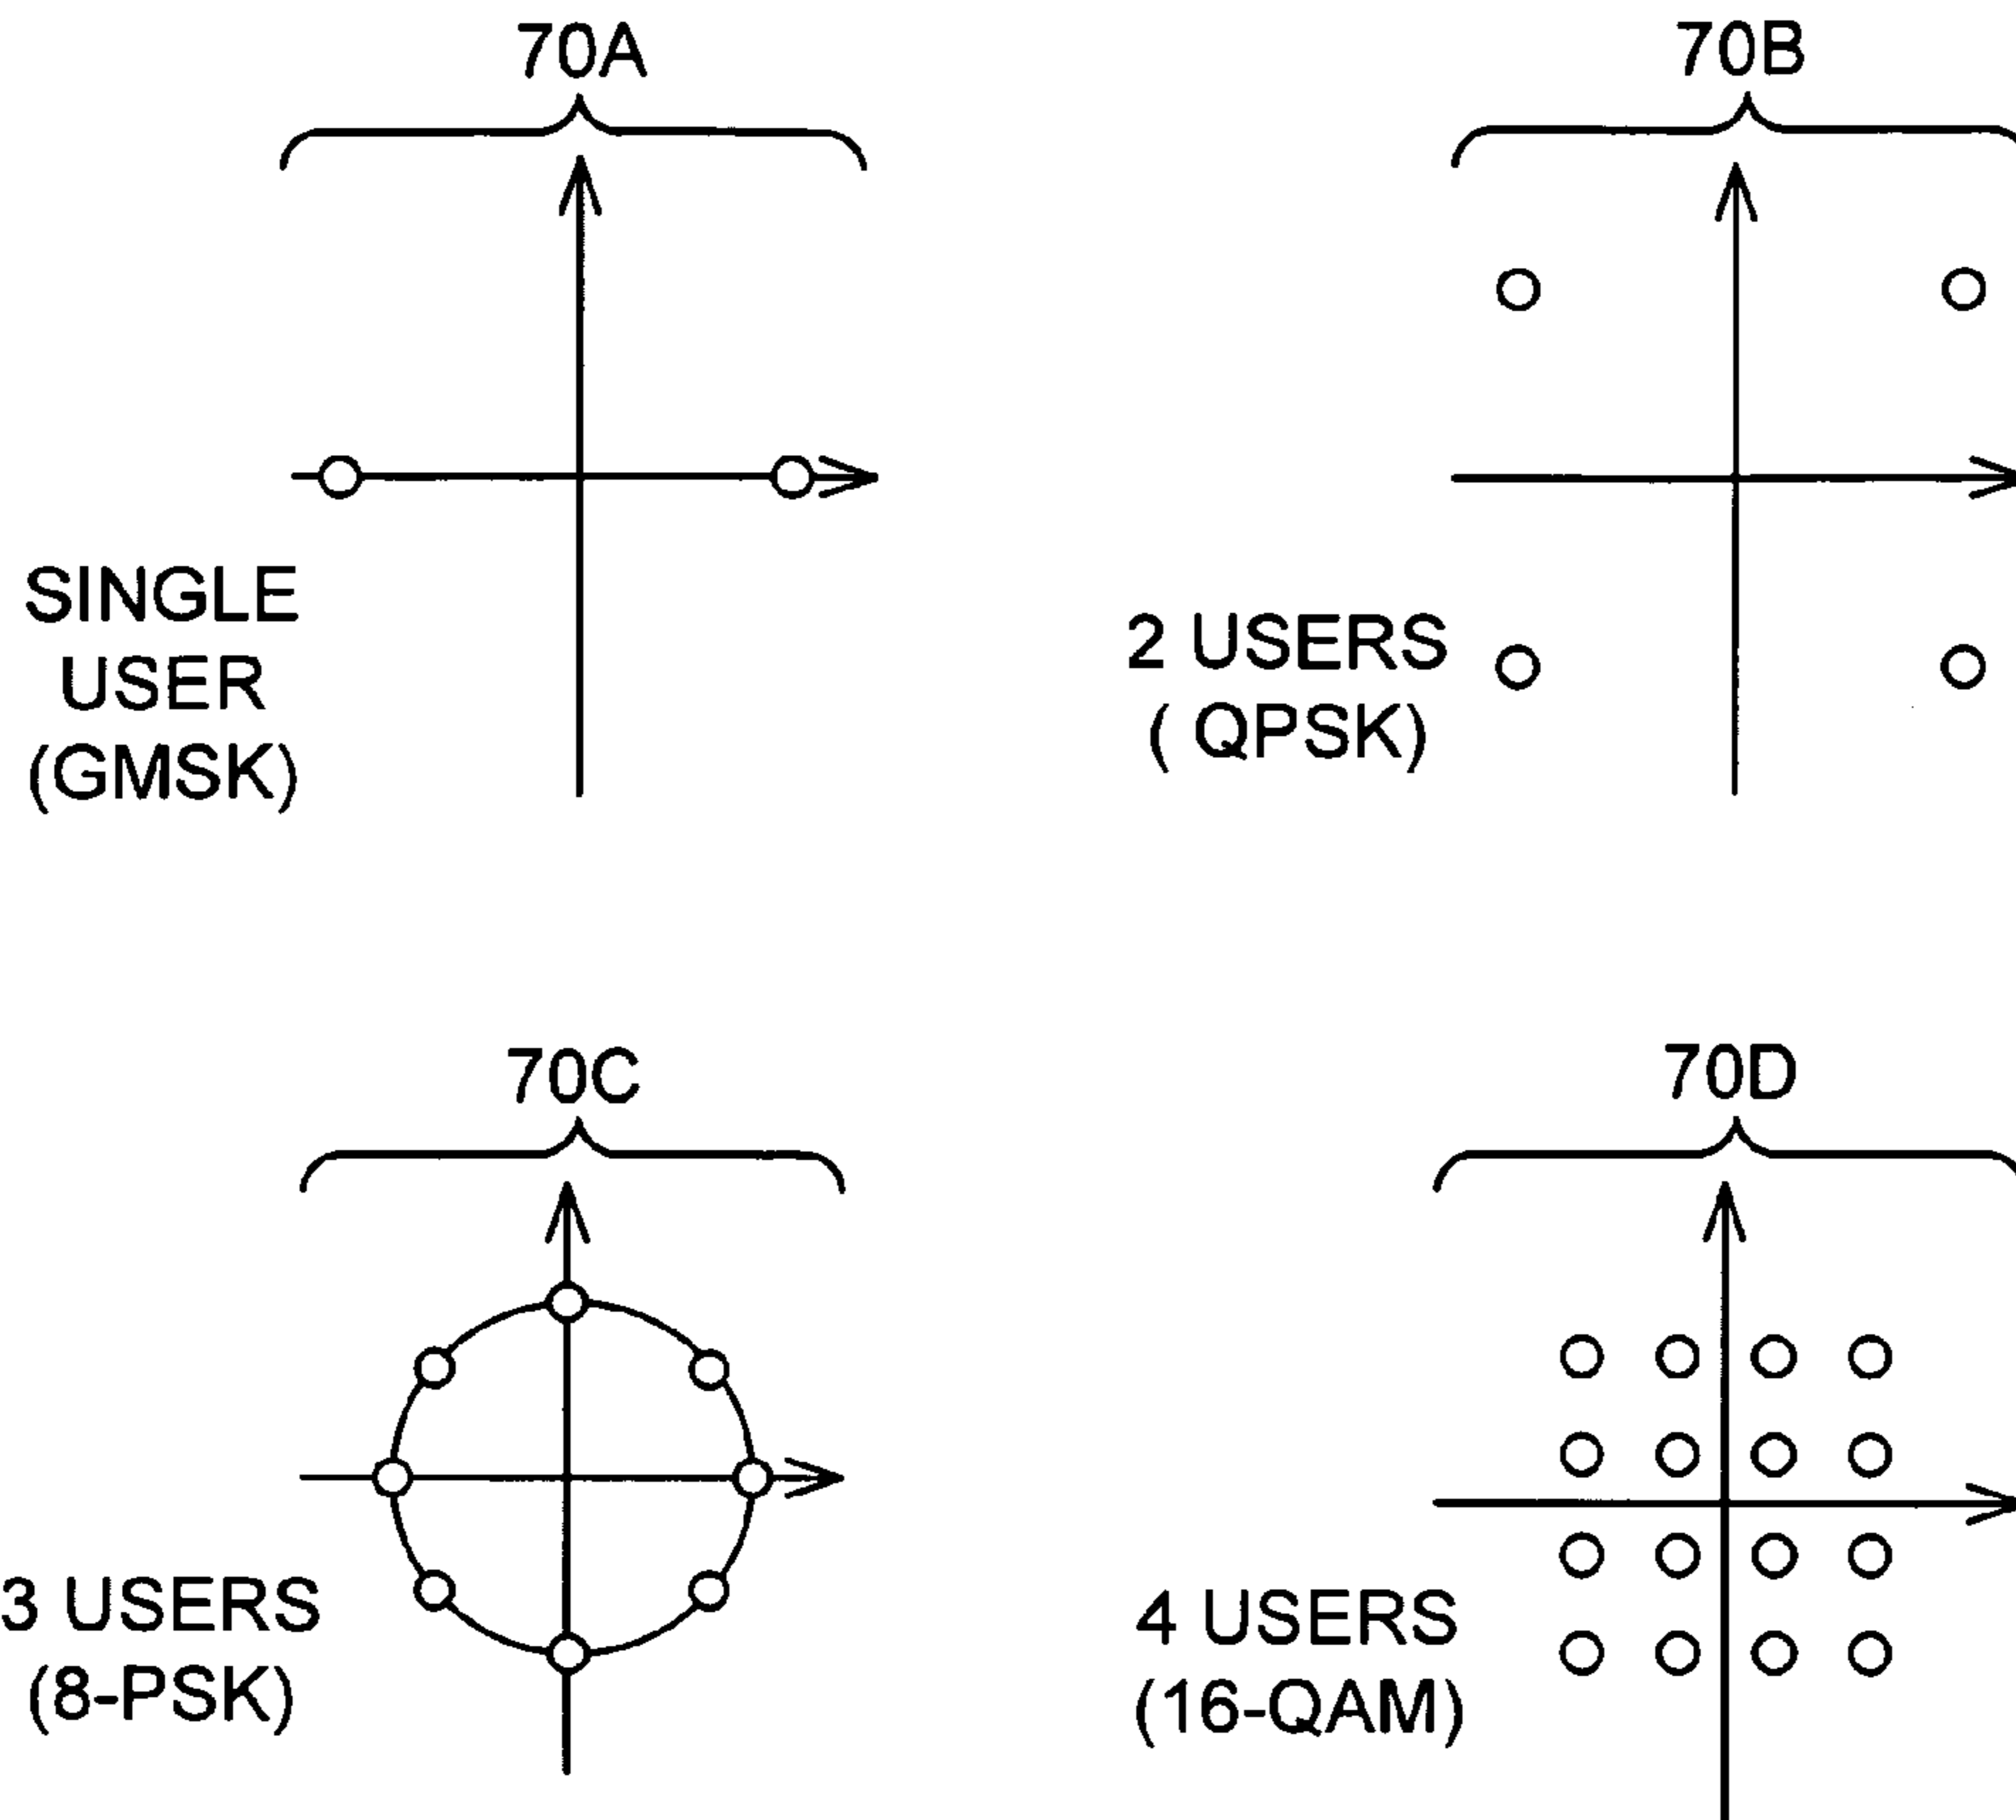 70A
SINGLE
USER
(GMSK)
70B
2 USERS
( QPSK)
70C
3 USERS
(8-PSK)
70D
4 USERS
(16-QAM)